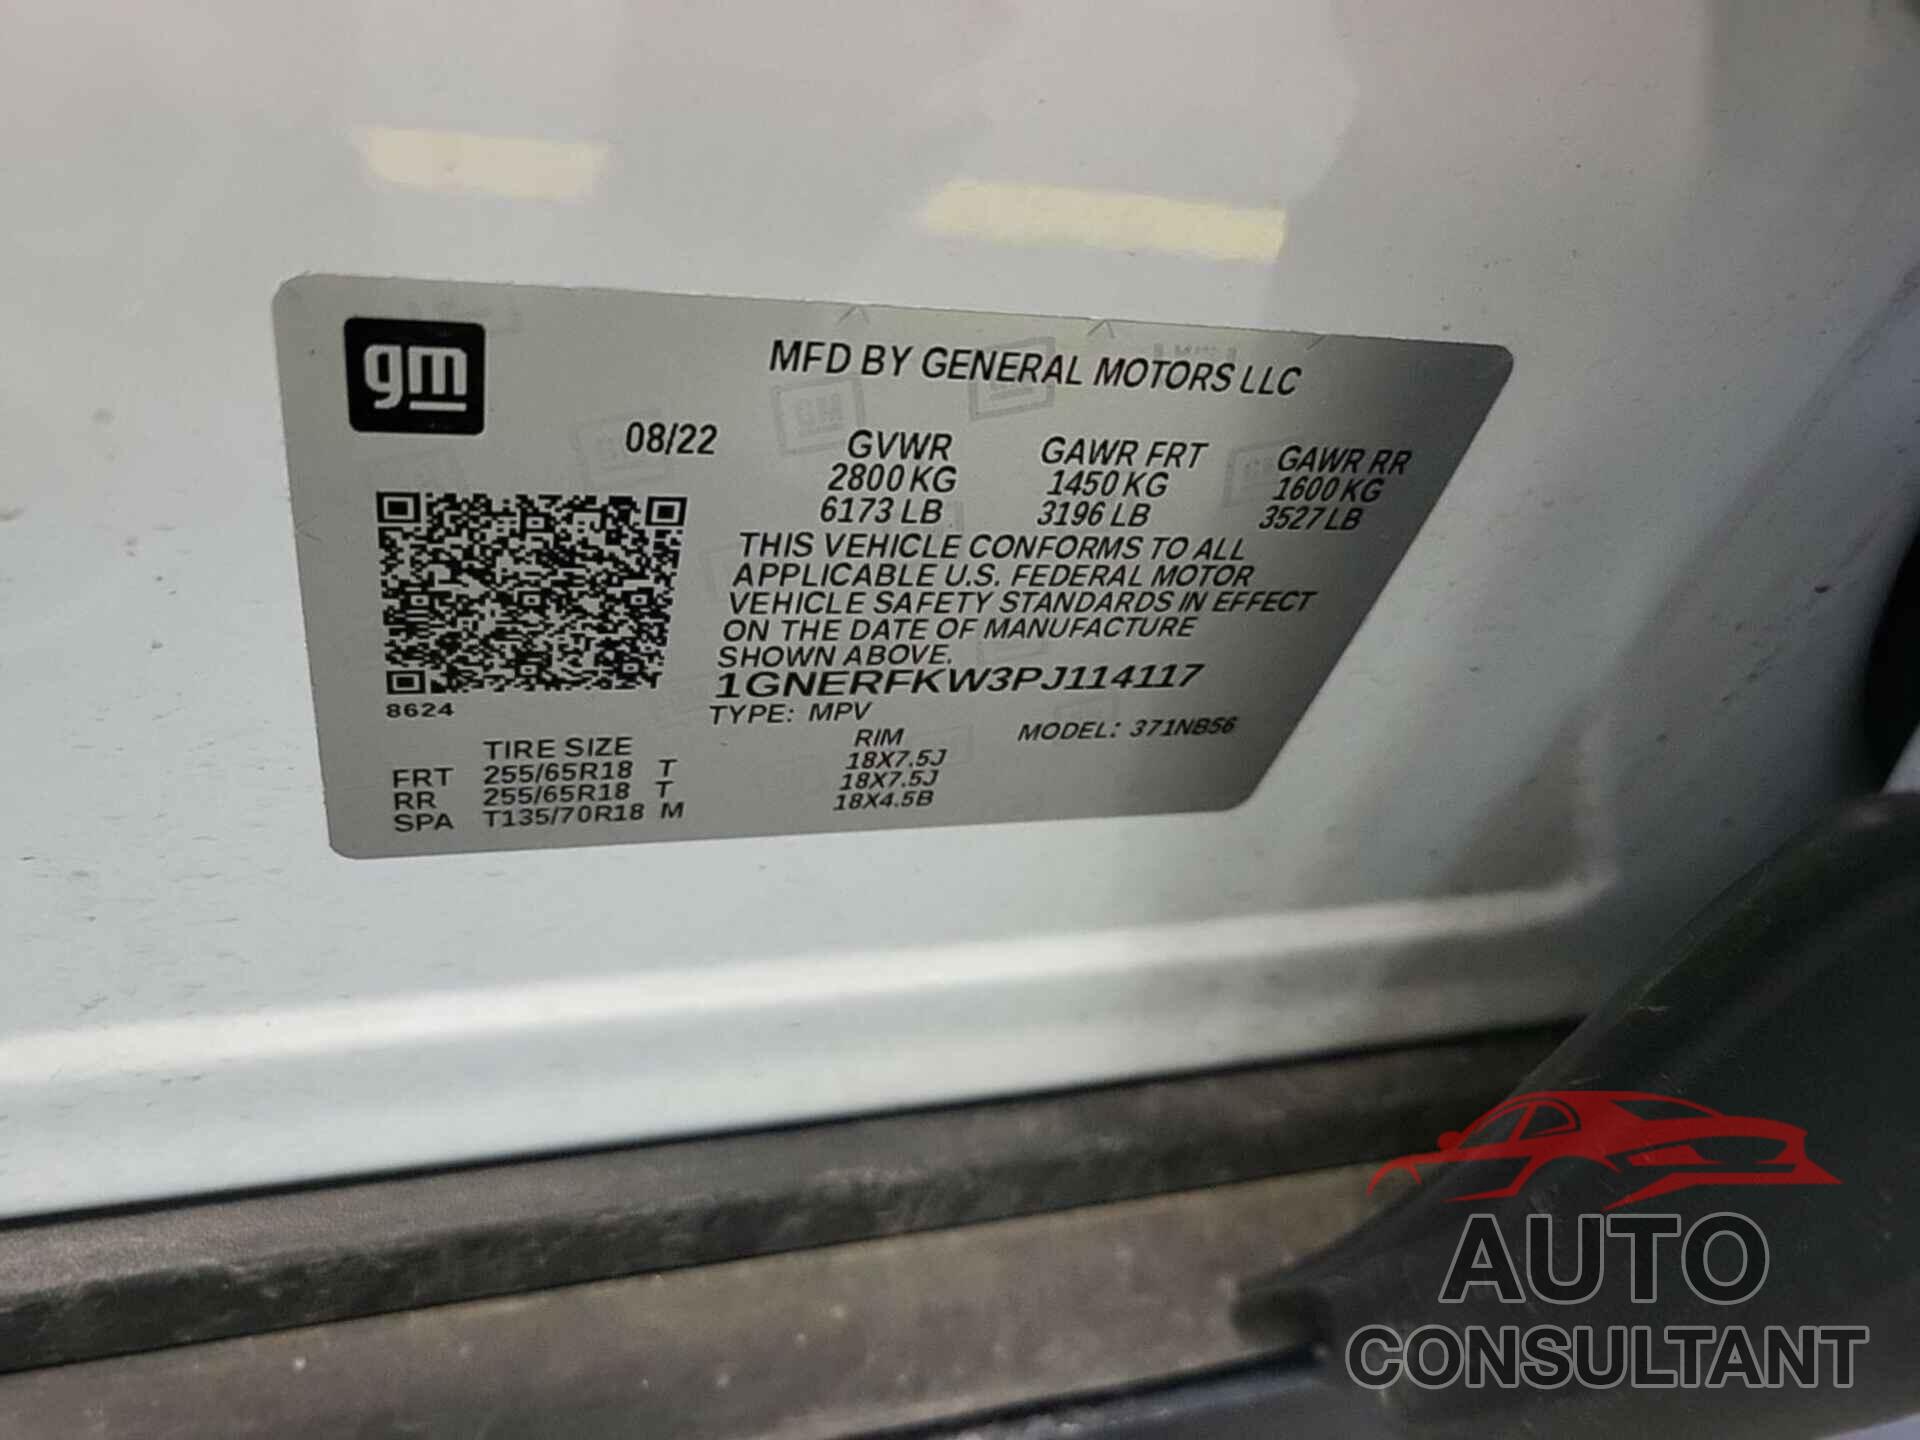 gm
MFD BY GENERAL MOTORS LLC
08/22
GVWR GAWR FRT GAWR RR
2800 KG 1450 KG 1600 KG
6173 LB 3196 LB 3527 LB
THIS VEHICLE CONFORMS TO ALL
APPLICABLE U.S. FEDERAL MOTOR
VEHICLE SAFETY STANDARDS IN EFFECT
ON THE DATE OF MANUFACTURE
SHOWN ABOVE.
1GNERFKW3PJ114117
8624
TYPE: MPV MODEL: 371NB56
TIRE SIZE RIM
FRT 255/65R18 T 18X7.5J
RR 255/65R18 T 18X7.5J
SPA T135/70R18 M 18X4.5B
AUTO
CONSULTANT